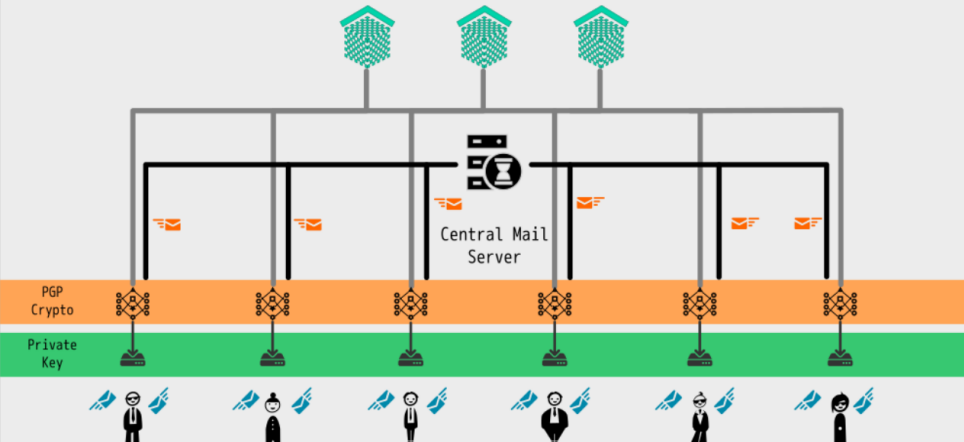 Central Mail
Server
PGP
Crypto
Private
Key